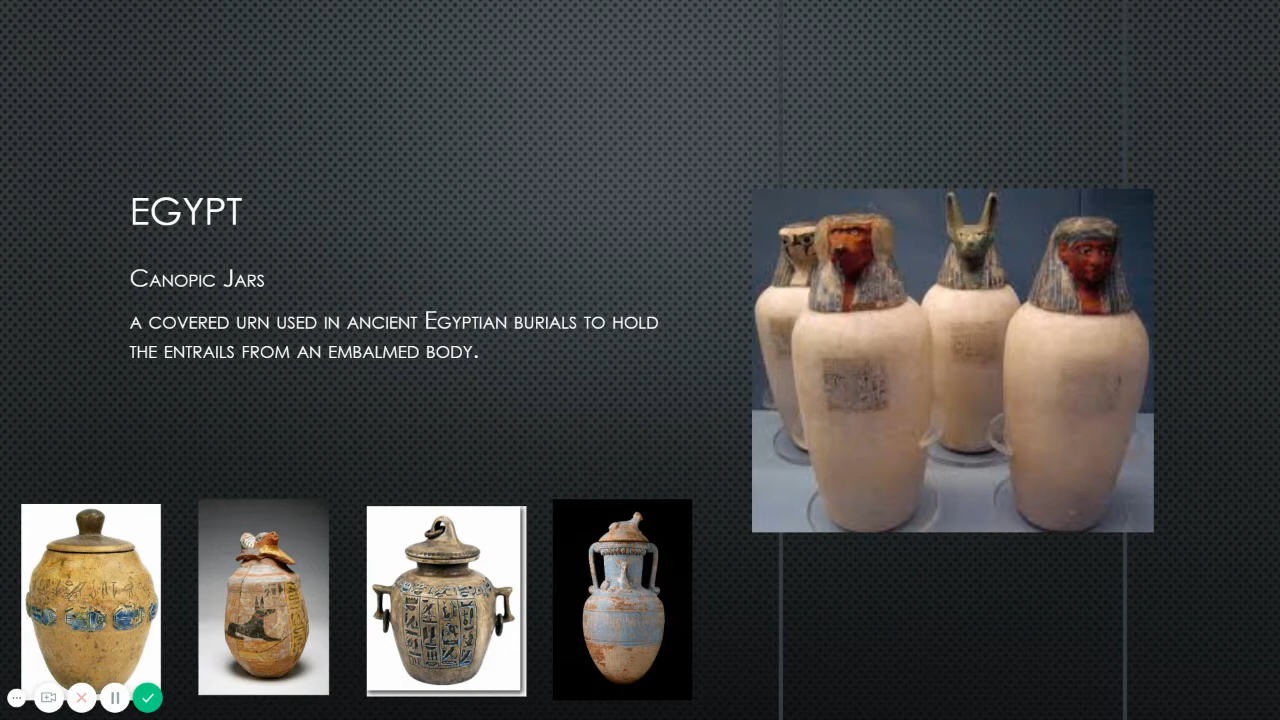 EGYPT
Canopic Jars
a covered urn used in ancient Egyptian burials to hold
the entrails from an embalmed body.